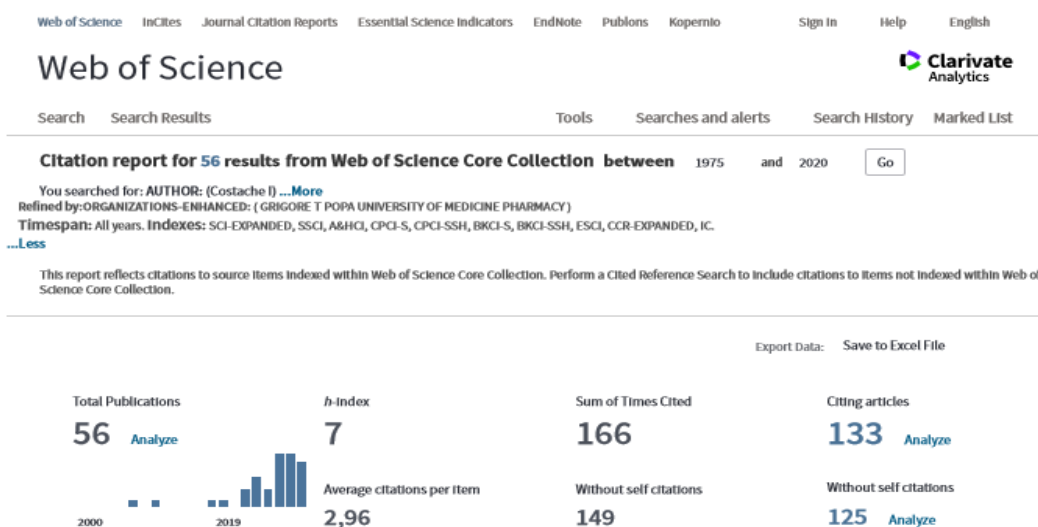 Web of Science InCites Journal Citation Reports Essential Science Indicators EndNote Publons Kopernio Sign In Help English
Web of Science
Clarivate
Analytics
Search Search Results Tools Searches and alerts Search History Marked List
Citation report for 56 results from Web of Science Core Collection between 1975 and 2020 Go
You searched for: AUTHOR: (Costache I) ...More
Refined by:ORGANIZATIONS-ENHANCED: ( GRIGORE T POPA UNIVERSITY OF MEDICINE PHARMACY )
Timespan: All years. Indexes: SCI-EXPANDED, SSCI, A&HCI, CPCI-S, CPCI-SSH, BKCI-S, BKCI-SSH, ESCI, CCR-EXPANDED, IC.
...Less
This report reflects citations to source items indexed within Web of Science Core Collection. Perform a Cited Reference Search to include citations to items not indexed within Web of
Science Core Collection.
Export Data: Save to Excel File
Total Publications h-index Sum of Times Cited Citing articles
56 Analyze 7 166 133 Analyze
Average citations per item Without self citations Without self citations
2000 2019 2,96 149 125 Analyze